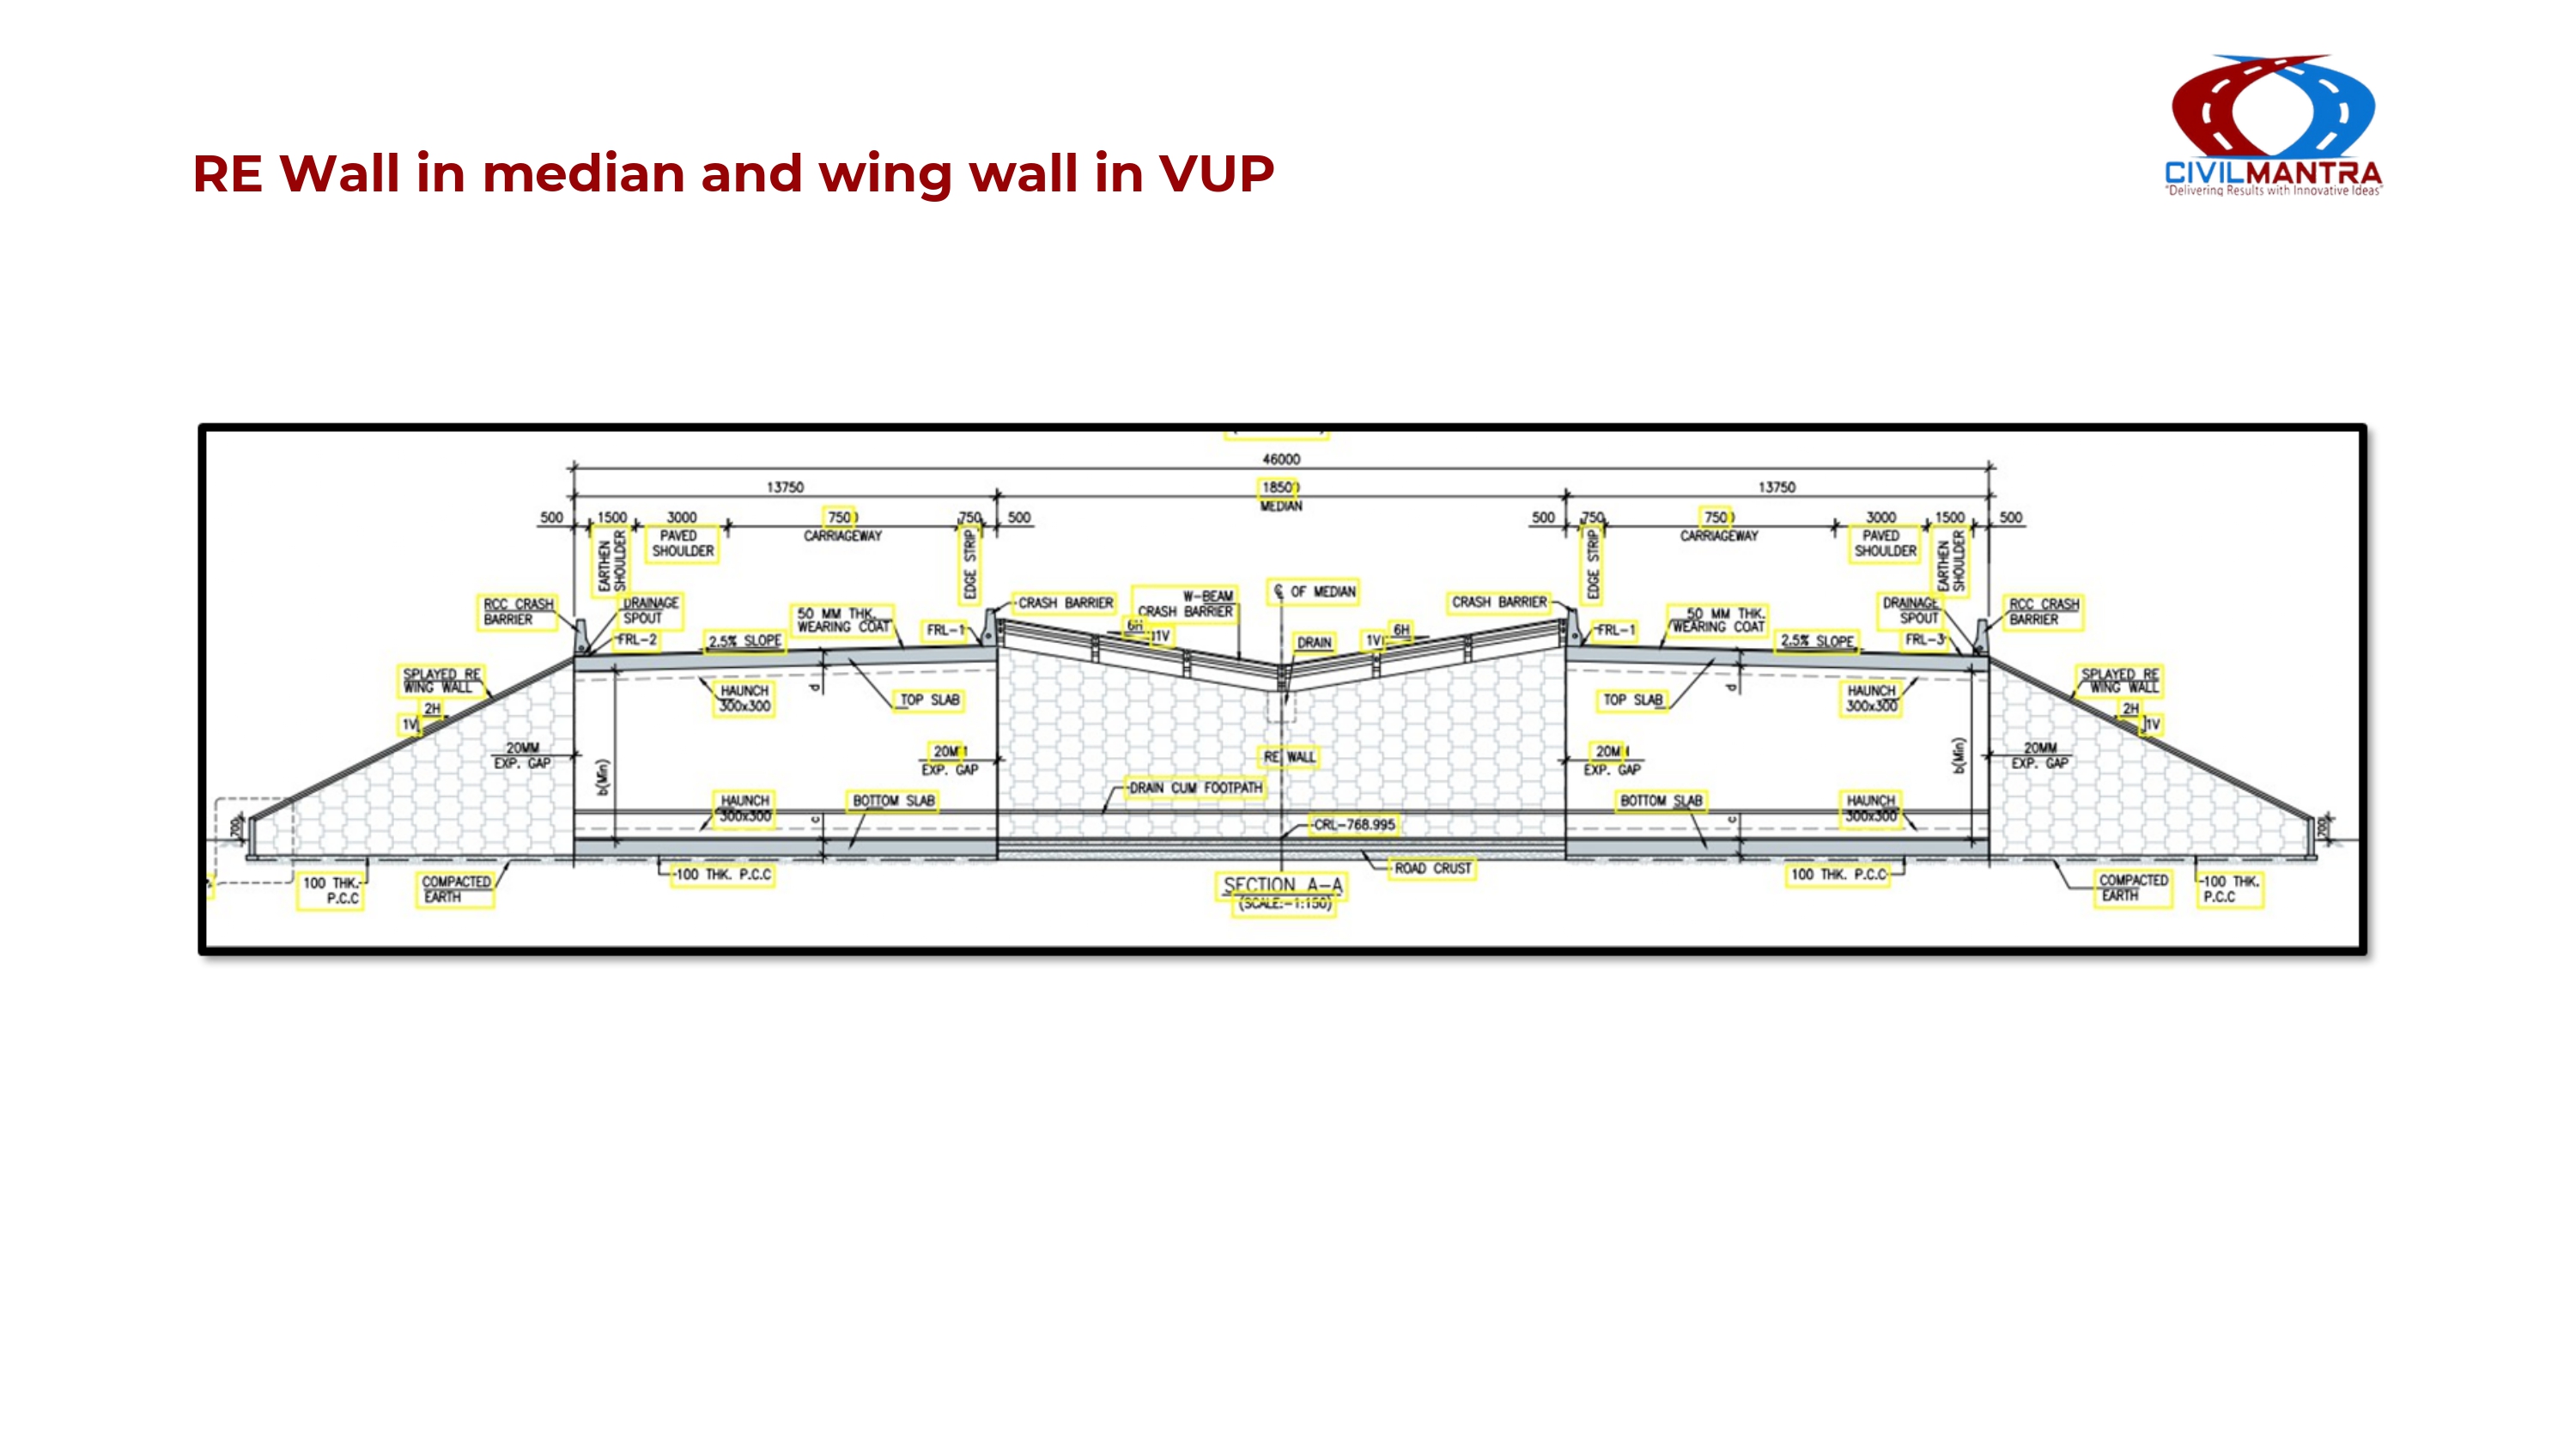 RE Wall in median and wing wall in VUP
CIVILMANTRA
"Delivering Results with Innovative Ideas"
46000
13750
18500
13750
MEDIAN
500
1500
3000
7500
750
500
500
750
7500
3000
1500
500
EARTHEN
SHOULDER
PAVED
SHOULDER
CARRIAGEWAY
EDGE STRIP
EDGE STRIP
CARRIAGEWAY
PAVED
SHOULDER
EARTHEN
SHOULDER
RCC CRASH
BARRIER
DRAINAGE
SPOUT
FRL-2
2.5% SLOPE
50 MM THK.
WEARING COAT
FRL-1
CRASH BARRIER
W-BEAM
CRASH BARRIER
6H
1V
℄ OF MEDIAN
DRAIN
1V
6H
CRASH BARRIER
FRL-1
50 MM THK.
WEARING COAT
2.5% SLOPE
DRAINAGE
SPOUT
FRL-3
RCC CRASH
BARRIER
SPLAYED RE
WING WALL
2H
1V
HAUNCH
300x300
d
TOP SLAB
TOP SLAB
d
HAUNCH
300x300
SPLAYED RE
WING WALL
2H
1V
20MM
EXP. GAP
b(Min)
20MM
EXP. GAP
RE WALL
20MM
EXP. GAP
b(Min)
20MM
EXP. GAP
HAUNCH
300x300
c
BOTTOM SLAB
DRAIN CUM FOOTPATH
BOTTOM SLAB
c
HAUNCH
300x300
200
CRL-768.995
200
100 THK.
P.C.C
COMPACTED
EARTH
100 THK. P.C.C
ROAD CRUST
100 THK. P.C.C
COMPACTED
EARTH
100 THK.
P.C.C
SECTION A-A
(SCALE:-1:150)